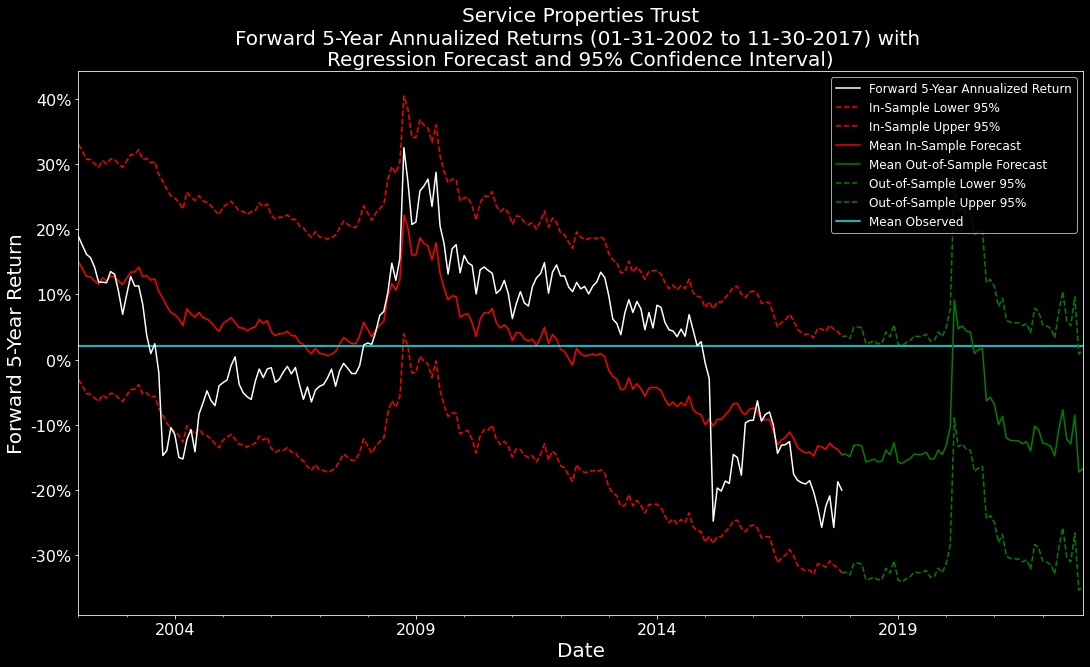 Service Properties Trust
Forward 5-Year Annualized Returns (01-31-2002 to 11-30-2017) with
Regression Forecast and 95% Confidence Interval)
Forward 5-Year Annualized Return
In-Sample Lower 95%
In-Sample Upper 95%
Mean In-Sample Forecast
Mean Out-of-Sample Forecast
Out-of-Sample Lower 95%
Out-of-Sample Upper 95%
Mean Observed
Forward 5-Year Return
40%
30%
20%
10%
0%
-10%
-20%
-30%
2004
2009
2014
2019
Date